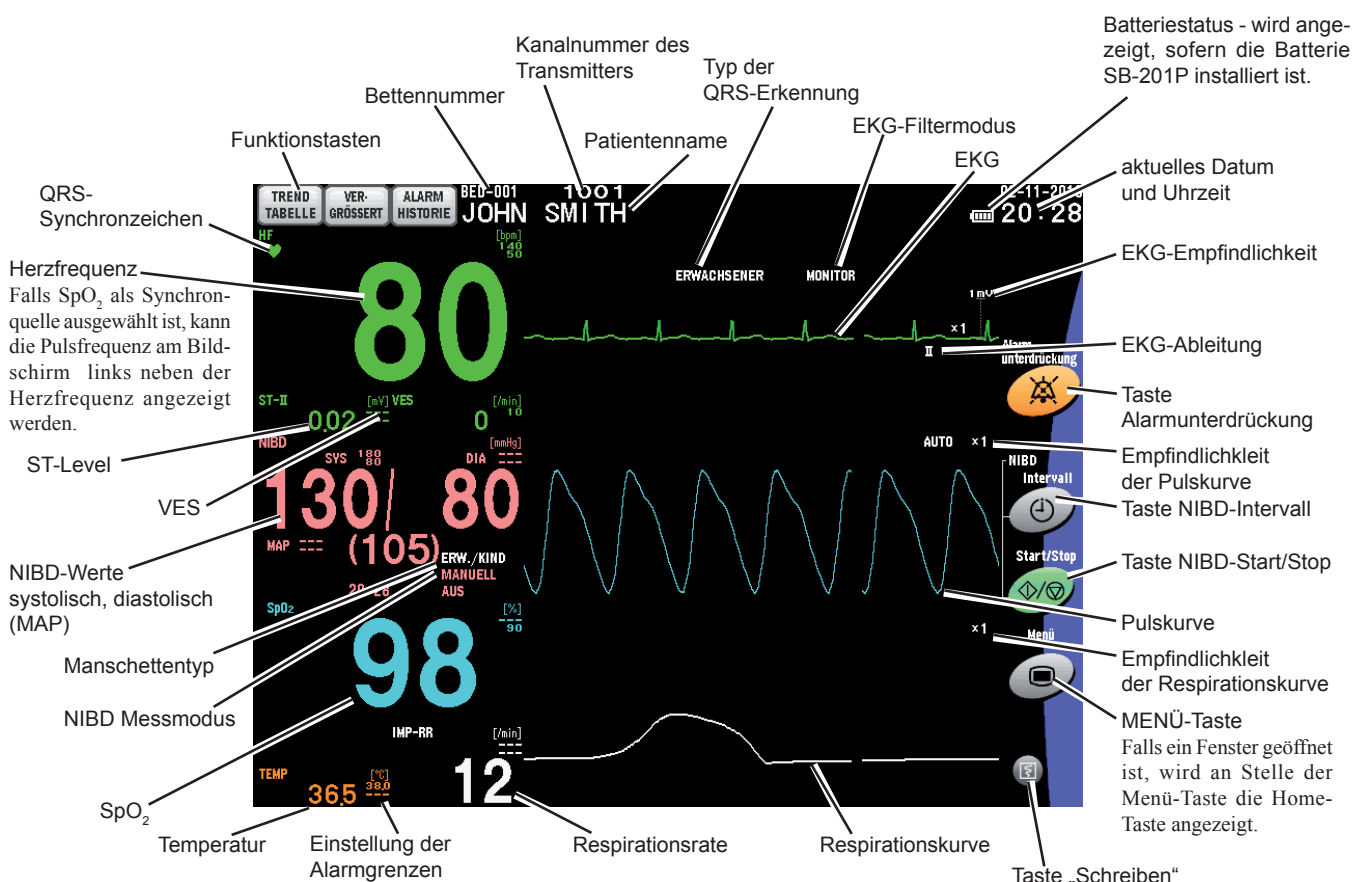 Batteriestatus - wird ange-
zeigt, sofern die Batterie
SB-201P installiert ist.
Kanalnummer des
Transmitters
Typ der
QRS-Erkennung
Bettennummer
EKG-Filtermodus
Funktionstasten
Patientenname
EKG
aktuelles Datum
und Uhrzeit
QRS-
Synchronzeichen
TREND
TABELLE
VER-
GRÖSSERT
ALARM
HISTORIE
BED-001
1001
JOHN SMITH
20:28
HF
[bpm]
140
50
80
ERWACHSENER
MONITOR
1mV
×1
II
EKG-Empfindlichkeit
EKG-Ableitung
Herzfrequenz
Falls SpO2 als Synchron-
quelle ausgewählt ist, kann
die Pulsfrequenz am Bild-
schirm links neben der
Herzfrequenz angezeigt
werden.
Alarm
unterdrückung
Taste
Alarmunterdrückung
ST-II
[mV]
VES
[/min]
0.02
---
0
10
ST-Level
VES
NIBD
SYS
180
80
DIA
[mmHg]
---
130/ 80
MAP ---
(105)
ERW./KIND
MANUELL
AUS
AUTO ×1
Empfindlichkleit
der Pulskurve
NIBD
Intervall
Taste NIBD-Intervall
Start/Stop
Taste NIBD-Start/Stop
NIBD-Werte
systolisch, diastolisch
(MAP)
SpO2
[%]
---
90
98
Pulskurve
×1
Menü
Empfindlichkleit
der Respirationskurve
Manschettentyp
NIBD Messmodus
MENÜ-Taste
Falls ein Fenster geöffnet
ist, wird an Stelle der
Menü-Taste die Home-
Taste angezeigt.
IMP-RR
[/min]
---
12
TEMP
[°C]
38.0
---
36.5
SpO2
Temperatur
Einstellung der
Alarmgrenzen
Respirationsrate
Respirationskurve
Taste „Schreiben“